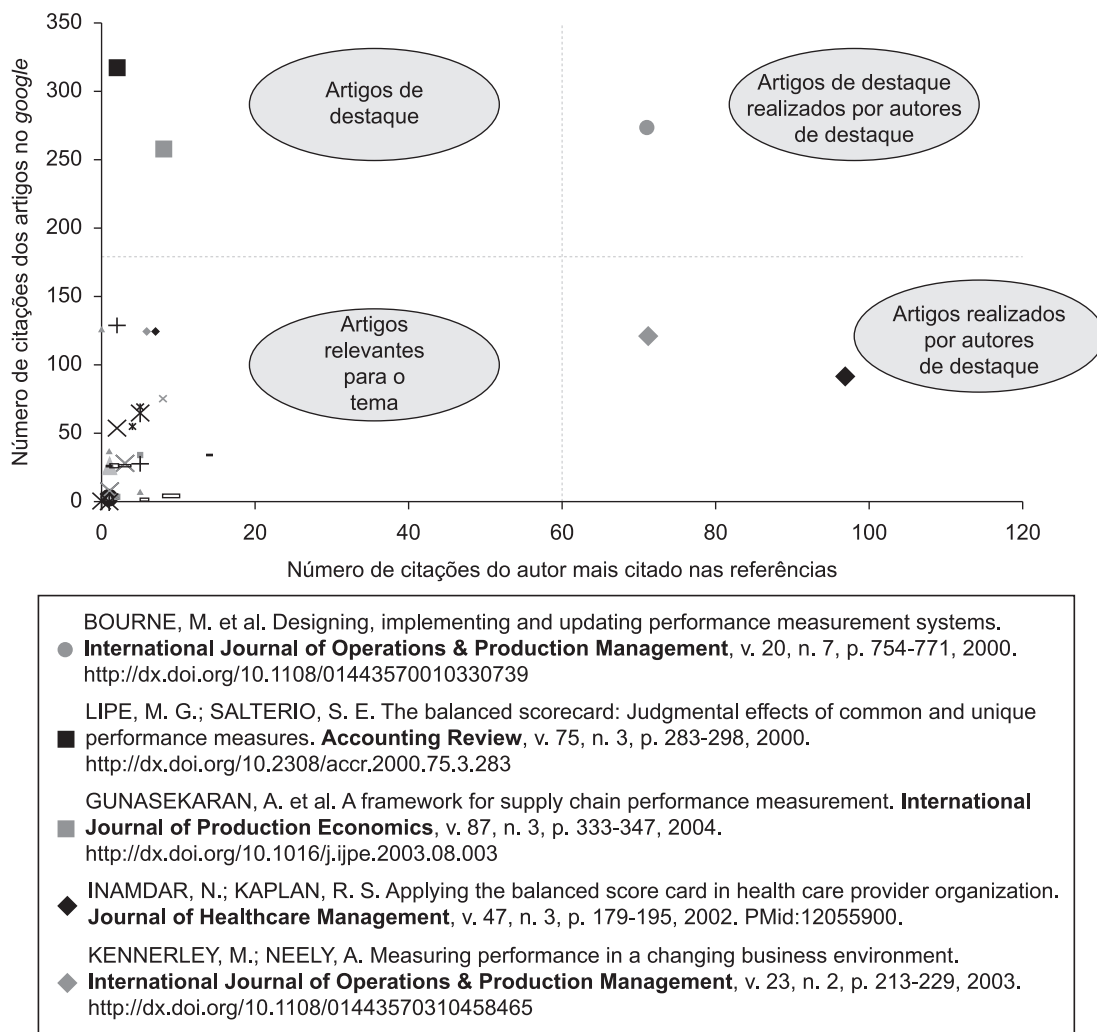 350
300
250
200
150
100
50
0
Número de citações dos artigos no google
Artigos de
destaque
Artigos de destaque
realizados por autores
de destaque
Artigos
relevantes
para o
tema
Artigos realizados
por autores
de destaque
0 20 40 60 80 100 120
Número de citações do autor mais citado nas referências
BOURNE, M. et al. Designing, implementing and updating performance measurement systems.
International Journal of Operations & Production Management, v. 20, n. 7, p. 754-771, 2000.
http://dx.doi.org/10.1108/01443570010330739
LIPE, M. G.; SALTERIO, S. E. The balanced scorecard: Judgmental effects of common and unique
performance measures. Accounting Review, v. 75, n. 3, p. 283-298, 2000.
http://dx.doi.org/10.2308/accr.2000.75.3.283
GUNASEKARAN, A. et al. A framework for supply chain performance measurement. International
Journal of Production Economics, v. 87, n. 3, p. 333-347, 2004.
http://dx.doi.org/10.1016/j.ijpe.2003.08.003
INAMDAR, N.; KAPLAN, R. S. Applying the balanced score card in health care provider organization.
Journal of Healthcare Management, v. 47, n. 3, p. 179-195, 2002. PMid:12055900.
KENNERLEY, M.; NEELY, A. Measuring performance in a changing business environment.
International Journal of Operations & Production Management, v. 23, n. 2, p. 213-229, 2003.
http://dx.doi.org/10.1108/01443570310458465